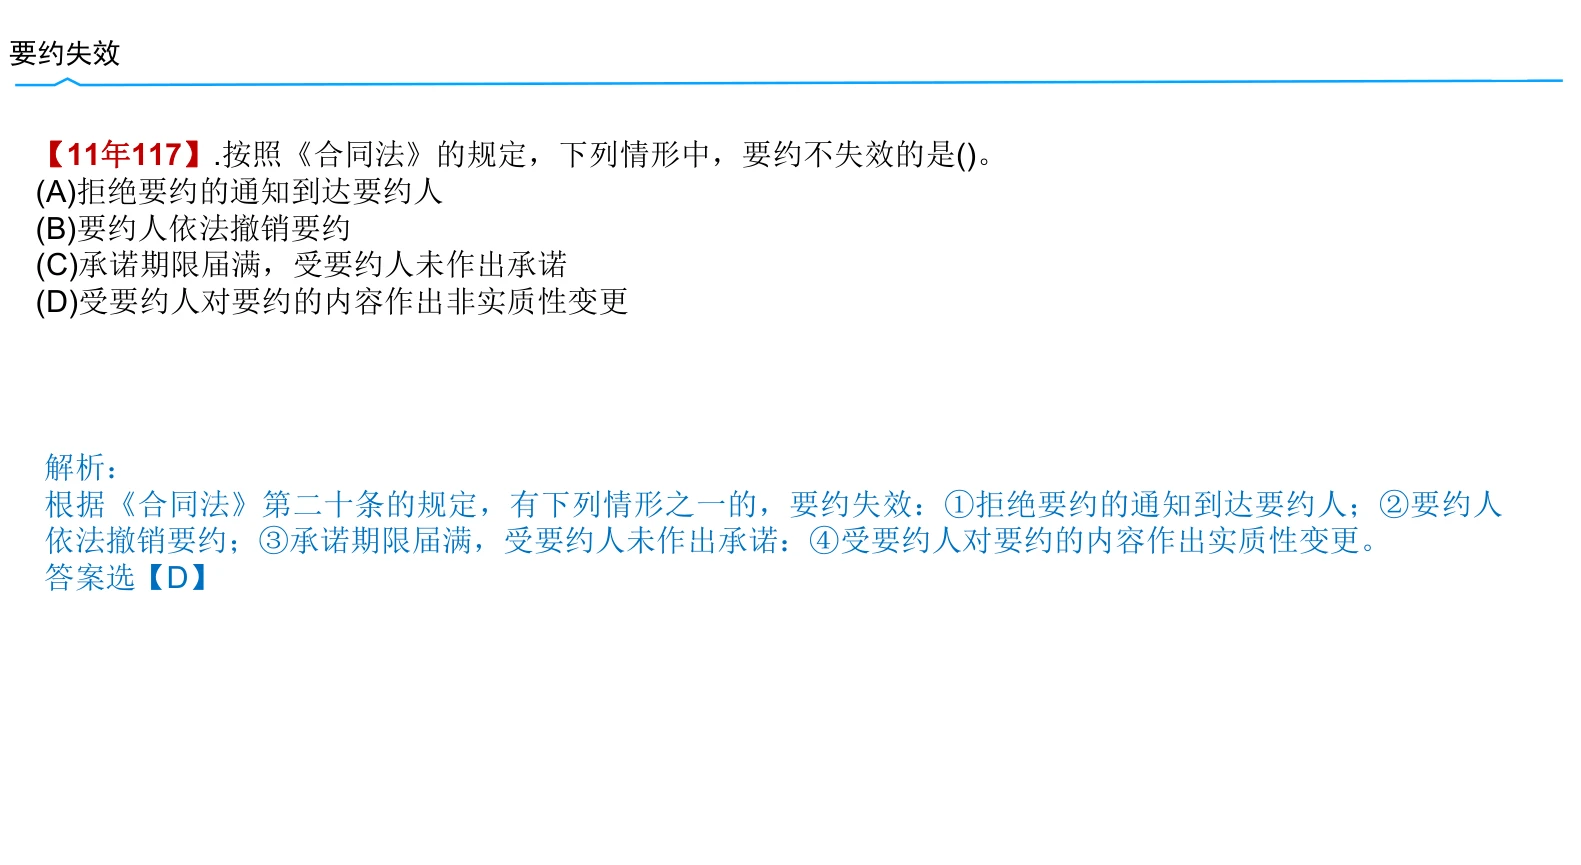 要约失效
【11年117】.按照《合同法》的规定，下列情形中，要约不失效的是()。
(A)拒绝要约的通知到达要约人
(B)要约人依法撤销要约
(C)承诺期限届满，受要约人未作出承诺
(D)受要约人对要约的内容作出非实质性变更
解析：
根据《合同法》第二十条的规定，有下列情形之一的，要约失效：①拒绝要约的通知到达要约人；②要约人
依法撤销要约；③承诺期限届满，受要约人未作出承诺：④受要约人对要约的内容作出实质性变更。
答案选【D】